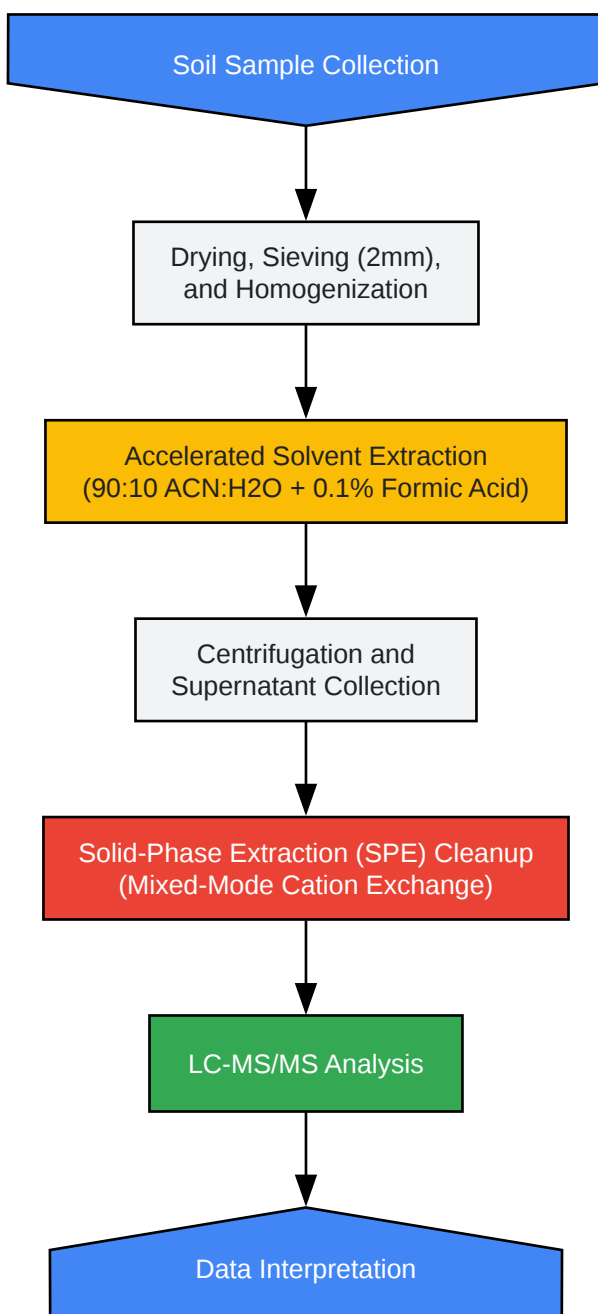 Soil Sample Collection
Drying, Sieving (2mm),
and Homogenization
Accelerated Solvent Extraction
(90:10 ACN:H2O + 0.1% Formic Acid)
Centrifugation and
Supernatant Collection
Solid-Phase Extraction (SPE) Cleanup
(Mixed-Mode Cation Exchange)
LC-MS/MS Analysis
Data Interpretation